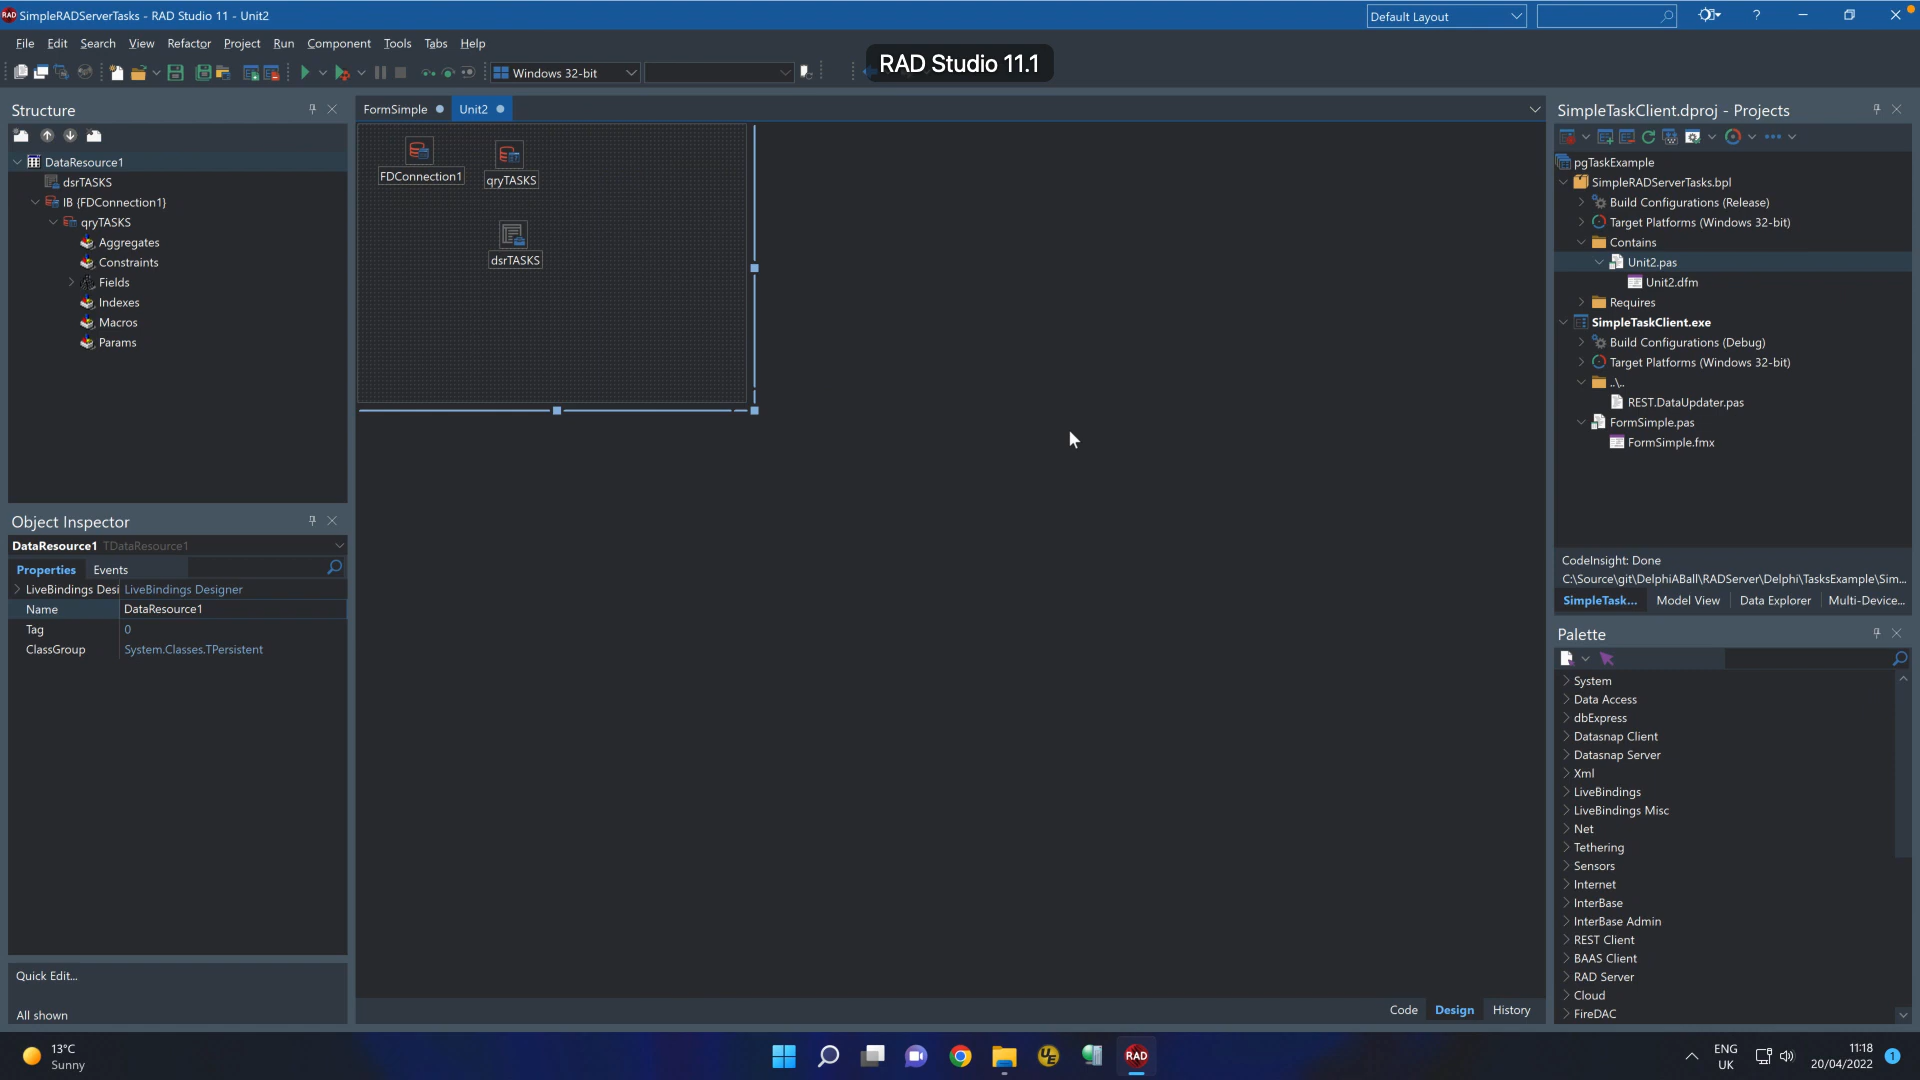 SimpleRADServerTasks - RAD Studio 11 - Unit2
Default Layout
File Edit Search View Refactor Project Run Component Tools Tabs Help
RAD Studio 11.1
Windows 32-bit
Structure
DataResource1
dsrTASKS
IB {FDConnection1}
qryTASKS
Aggregates
Constraints
Fields
Indexes
Macros
Params
Object Inspector
DataResource1 TDataResource1
Properties Events
LiveBindings Desi LiveBindings Designer
Name DataResource1
Tag 0
ClassGroup System.Classes.TPersistent
Quick Edit...
All shown
FormSimple Unit2
FDConnection1
qryTASKS
dsrTASKS
Code Design History
SimpleTaskClient.dproj - Projects
pgTaskExample
SimpleRADServerTasks.bpl
Build Configurations (Release)
Target Platforms (Windows 32-bit)
Contains
Unit2.pas
Unit2.dfm
Requires
SimpleTaskClient.exe
Build Configurations (Debug)
Target Platforms (Windows 32-bit)
..\..
REST.DataUpdater.pas
FormSimple.pas
FormSimple.fmx
CodeInsight: Done
C:\Source\git\DelphiABall\RADServer\Delphi\TasksExample\Sim...
SimpleTask... Model View Data Explorer Multi-Device...
Palette
System
Data Access
dbExpress
Datasnap Client
Datasnap Server
Xml
LiveBindings
LiveBindings Misc
Net
Tethering
Sensors
Internet
InterBase
InterBase Admin
REST Client
BAAS Client
RAD Server
Cloud
FireDAC
13°C
Sunny
UE
RAD
ENG
UK
11:18
20/04/2022
1